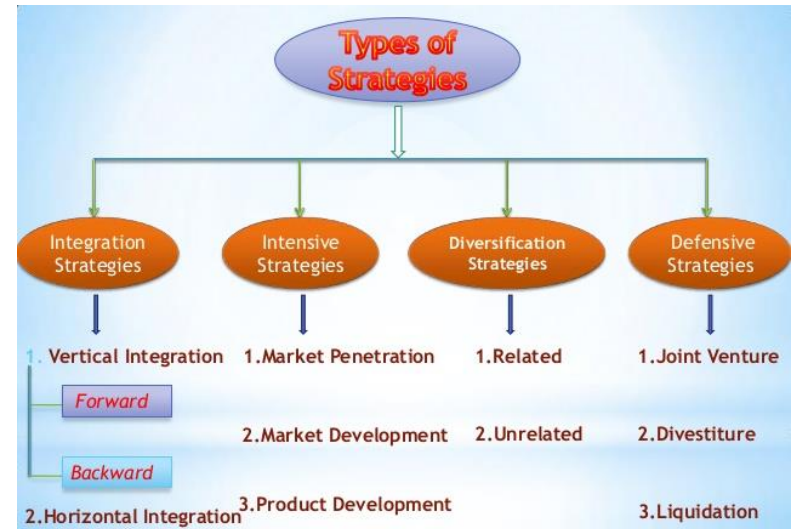 Types of
Strategies
Integration
Strategies
Intensive
Strategies
Diversification
Strategies
Defensive
Strategies
1. Vertical Integration
Forward
Backward
2.Horizontal Integration
1.Market Penetration
2.Market Development
3.Product Development
1.Related
2.Unrelated
1.Joint Venture
2.Divestiture
3.Liquidation